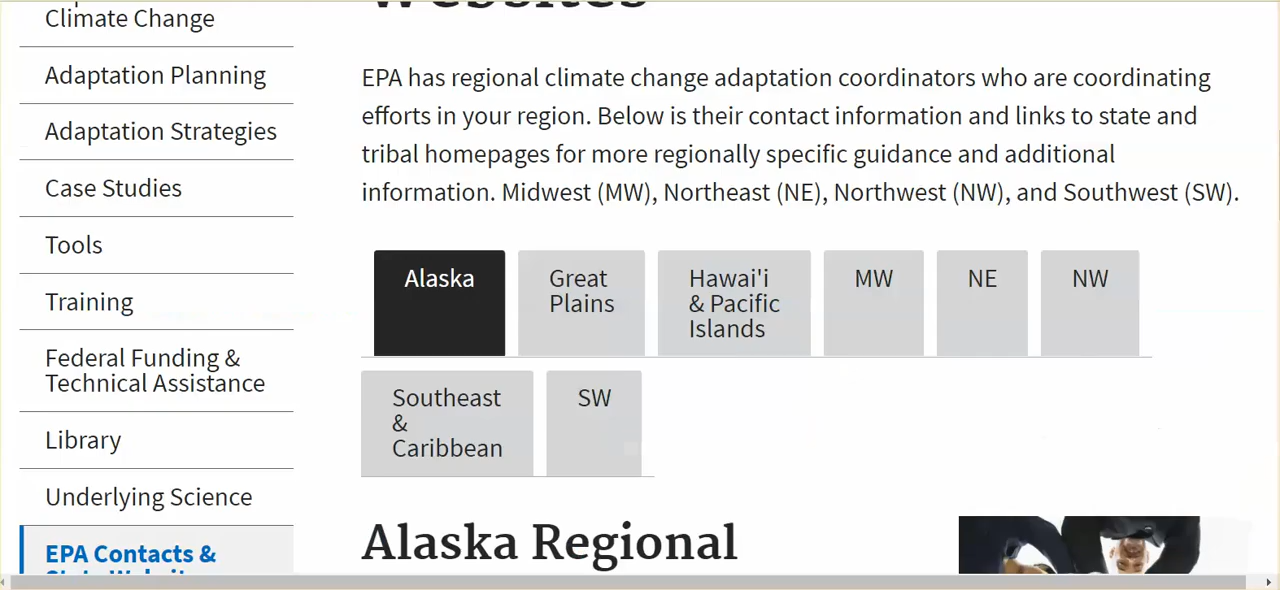 Websites
Climate Change
Adaptation Planning
Adaptation Strategies
Case Studies
Tools
Training
Federal Funding &
Technical Assistance
Library
Underlying Science
EPA Contacts &
EPA has regional climate change adaptation coordinators who are coordinating
efforts in your region. Below is their contact information and links to state and
tribal homepages for more regionally specific guidance and additional
information. Midwest (MW), Northeast (NE), Northwest (NW), and Southwest (SW).
Alaska
Great
Plains
Hawai'i
& Pacific
Islands
MW
NE
NW
Southeast
&
Caribbean
SW
Alaska Regional